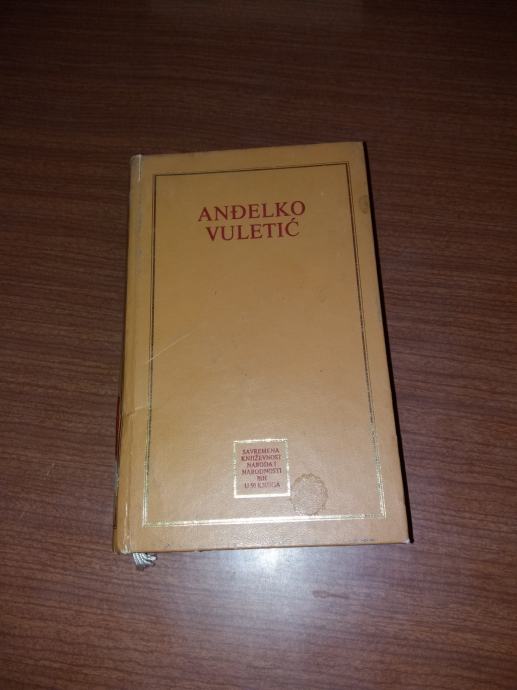 ANĐELKO
VULETIĆ
SAVREMENA
KNJIŽEVNOST
NARODA I
NARODNOSTI
BIH
U 50 KNJIGA